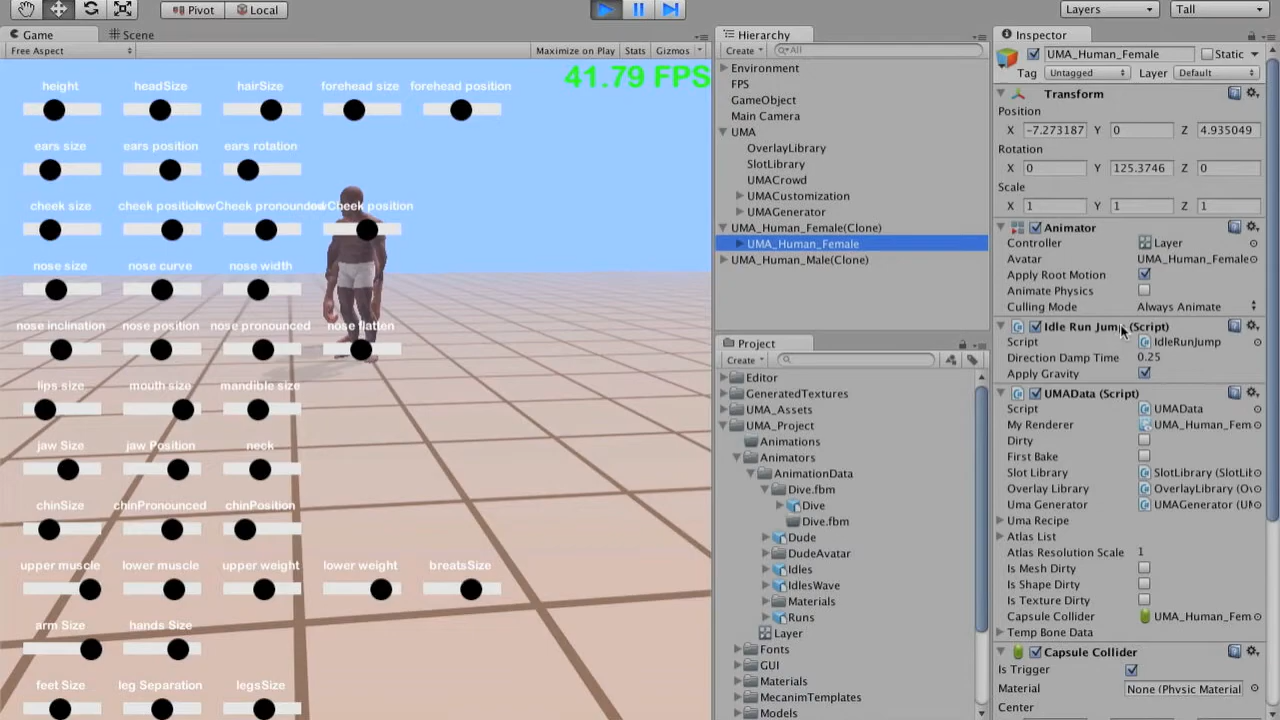 Pivot
Local
Layers
Tall
Game
Scene
Free Aspect
Maximize on Play
Stats
Gizmos
41.79 FPS
height
headSize
hairSize
forehead size
forehead position
ears size
ears position
ears rotation
cheek size
cheek position
lowCheek pronounced
lowCheek position
nose size
nose curve
nose width
nose inclination
nose position
nose pronounced
nose flatten
lips size
mouth size
mandible size
jaw Size
jaw Position
neck
chinSize
chinPronounced
chinPosition
upper muscle
lower muscle
upper weight
lower weight
breatsSize
arm Size
hands Size
feet Size
leg Separation
legsSize
Hierarchy
Create
All
Environment
FPS
GameObject
Main Camera
UMA
OverlayLibrary
SlotLibrary
UMACrowd
UMACustomization
UMAGenerator
UMA_Human_Female(Clone)
UMA_Human_Female
UMA_Human_Male(Clone)
Project
Create
Editor
GeneratedTextures
UMA_Assets
UMA_Project
Animations
Animators
AnimationData
Dive.fbm
Dive
Dive.fbm
Dude
DudeAvatar
Idles
IdlesWave
Materials
Runs
Layer
Fonts
GUI
Materials
MecanimTemplates
Models
Inspector
UMA_Human_Female
Static
Tag Untagged Layer Default
Transform
Position
X -7.273187 Y 0 Z 4.935049
Rotation
X 0 Y 125.3746 Z 0
Scale
X 1 Y 1 Z 1
Animator
Controller Layer
Avatar UMA_Human_Female
Apply Root Motion
Animate Physics
Culling Mode Always Animate
Idle Run Jump (Script)
Script IdleRunJump
Direction Damp Time 0.25
Apply Gravity
UMAData (Script)
Script UMAData
My Renderer UMA_Human_Fem
Dirty
First Bake
Slot Library SlotLibrary (SlotLib
Overlay Library OverlayLibrary (Ov
Uma Generator UMAGenerator (UM
Uma Recipe
Atlas List
Atlas Resolution Scale 1
Is Mesh Dirty
Is Shape Dirty
Is Texture Dirty
Capsule Collider UMA_Human_Fem
Temp Bone Data
Capsule Collider
Is Trigger
Material None (Physic Material
Center